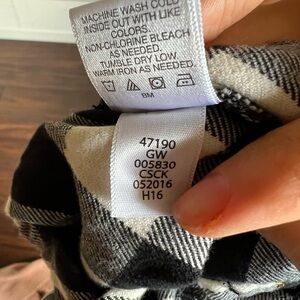 MACHINE WASH COLD
INSIDE OUT WITH LIKE
COLORS.
NON-CHLORINE BLEACH
AS NEEDED.
TUMBLE DRY LOW
WARM IRON AS NEEDED.
BM
47190
GW
005830
CSCK
052016
H16